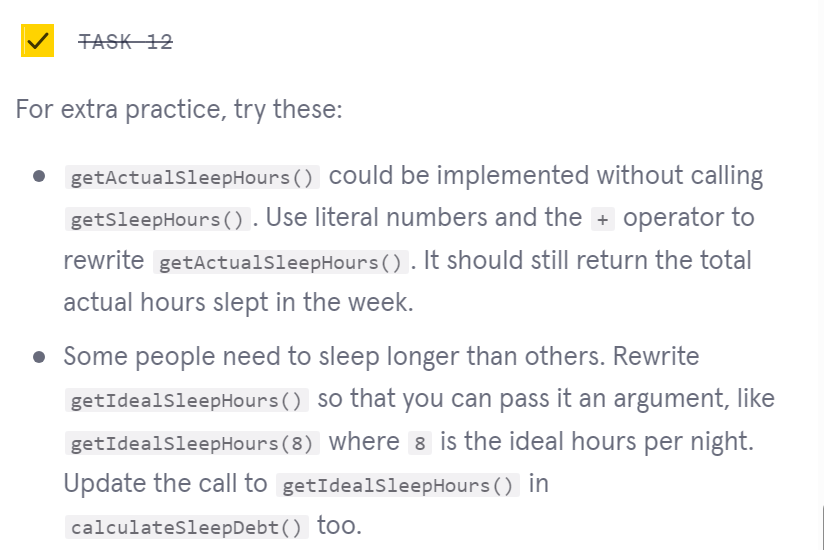 TASK 12
For extra practice, try these:
getActualSleepHours() could be implemented without calling
getSleepHours(). Use literal numbers and the + operator to
rewrite getActualSleepHours(). It should still return the total
actual hours slept in the week.
Some people need to sleep longer than others. Rewrite
getIdealSleepHours() so that you can pass it an argument, like
getIdealSleepHours(8) where 8 is the ideal hours per night.
Update the call to getIdealSleepHours() in
calculateSleepDebt() too.